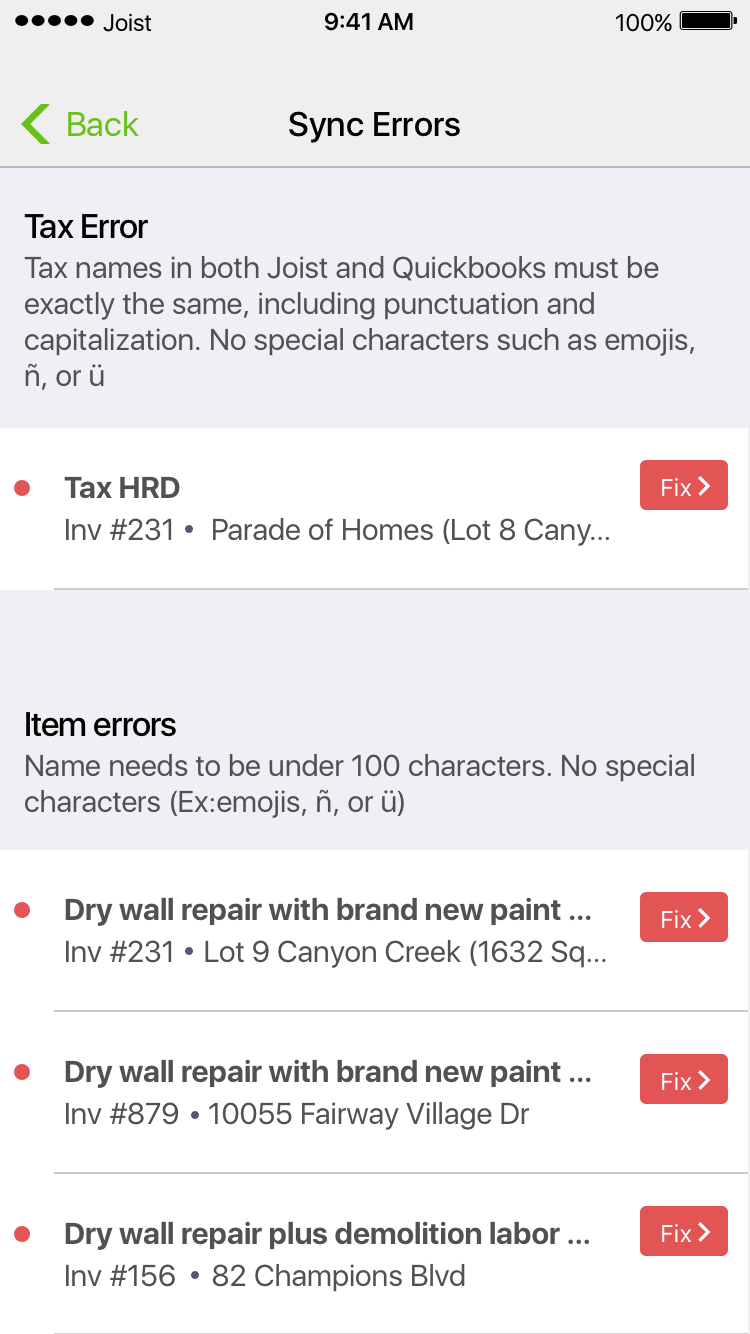 Joist 9:41 AM 100%
Back Sync Errors
Tax Error
Tax names in both Joist and Quickbooks must be
exactly the same, including punctuation and
capitalization. No special characters such as emojis,
ñ, or ü
Tax HRD Fix
Inv #231 • Parade of Homes (Lot 8 Cany...
Item errors
Name needs to be under 100 characters. No special
characters (Ex:emojis, ñ, or ü)
Dry wall repair with brand new paint ... Fix
Inv #231 • Lot 9 Canyon Creek (1632 Sq...
Dry wall repair with brand new paint ... Fix
Inv #879 • 10055 Fairway Village Dr
Dry wall repair plus demolition labor ... Fix
Inv #156 • 82 Champions Blvd